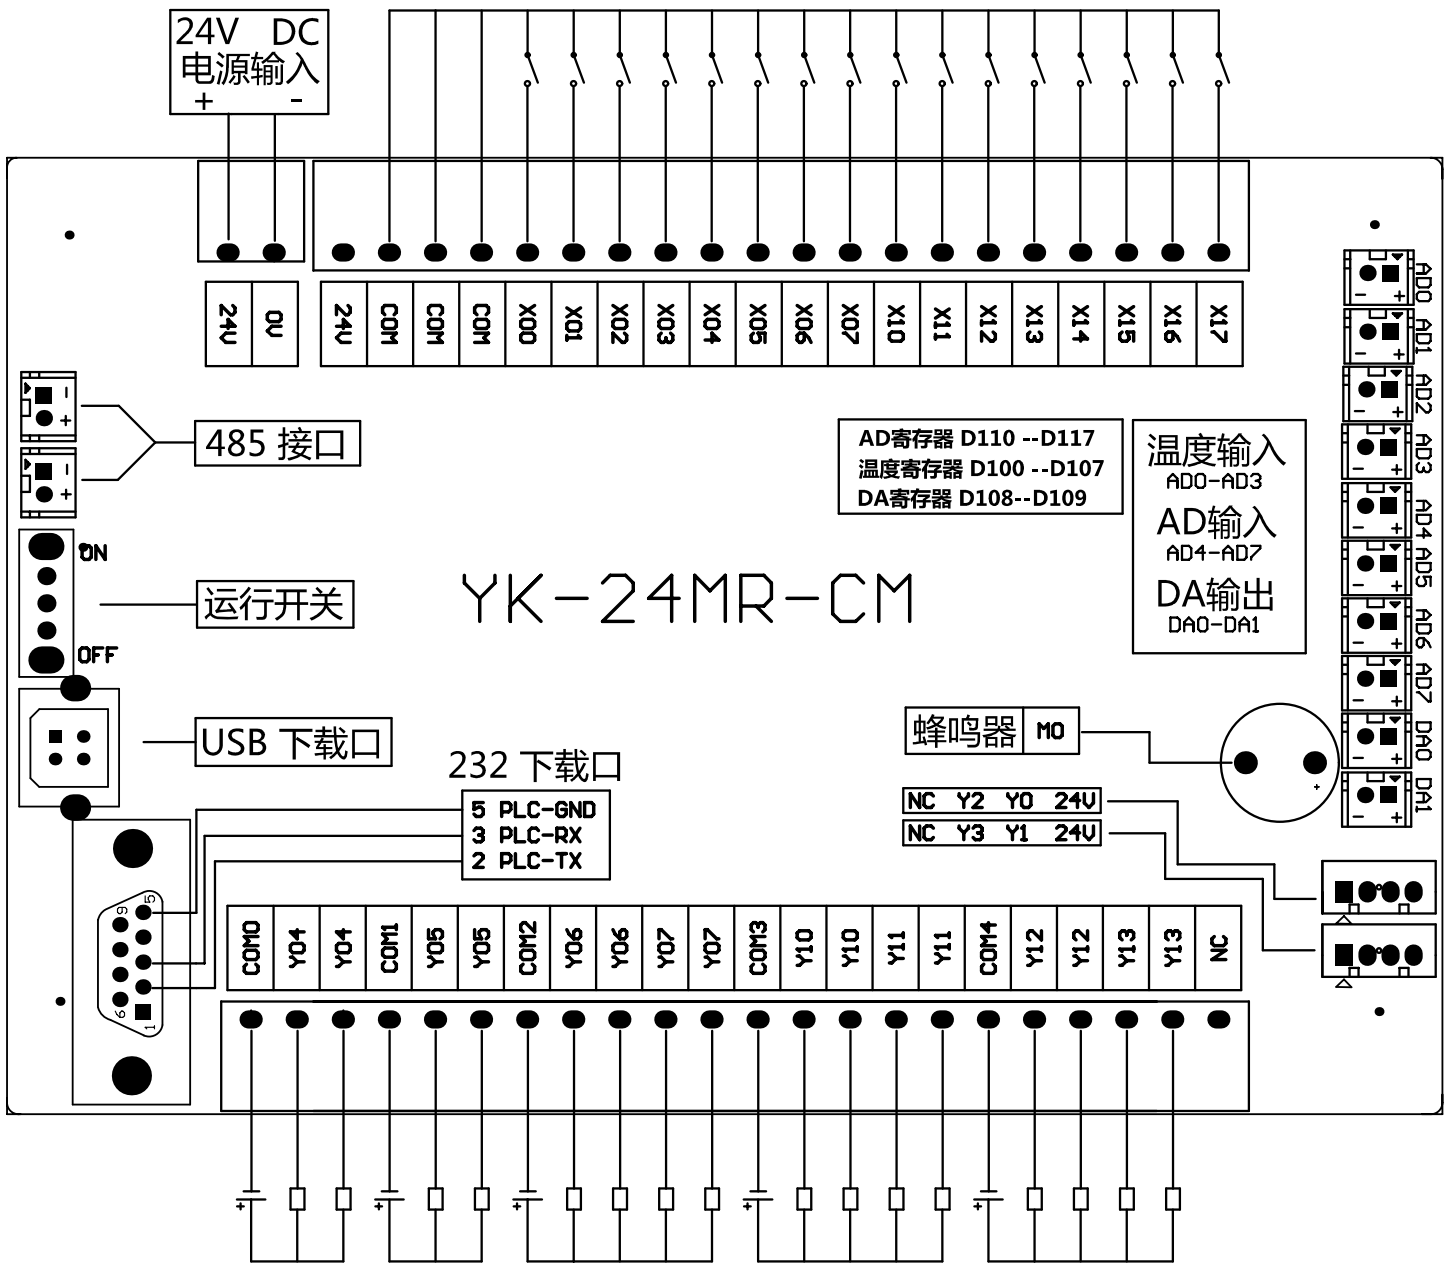 24V DC
电源输入
+ -
24V 0V
24V COM COM COM X00 X01 X02 X03 X04 X05 X06 X07 X10 X11 X12 X13 X14 X15 X16 X17
AD0
- +
AD1
- +
AD2
- +
AD3
- +
AD4
- +
AD5
- +
AD6
- +
AD7
- +
DA0
- +
DA1
- +
- +
- +
485 接口
AD寄存器 D110 --D117
温度寄存器 D100 --D107
DA寄存器 D108--D109
温度输入
AD0-AD3
AD输入
AD4-AD7
DA输出
DA0-DA1
ON
运行开关
OFF
YK-24MR-CM
USB 下载口
蜂鸣器 M0
+
232 下载口
5 PLC-GND
3 PLC-RX
2 PLC-TX
NC Y2 Y0 24V
NC Y3 Y1 24V
5
9
6
1
COM0 Y04 Y04 COM1 Y05 Y05 COM2 Y06 Y06 Y07 Y07 COM3 Y10 Y10 Y11 Y11 COM4 Y12 Y12 Y13 Y13 NC
+ + + + +